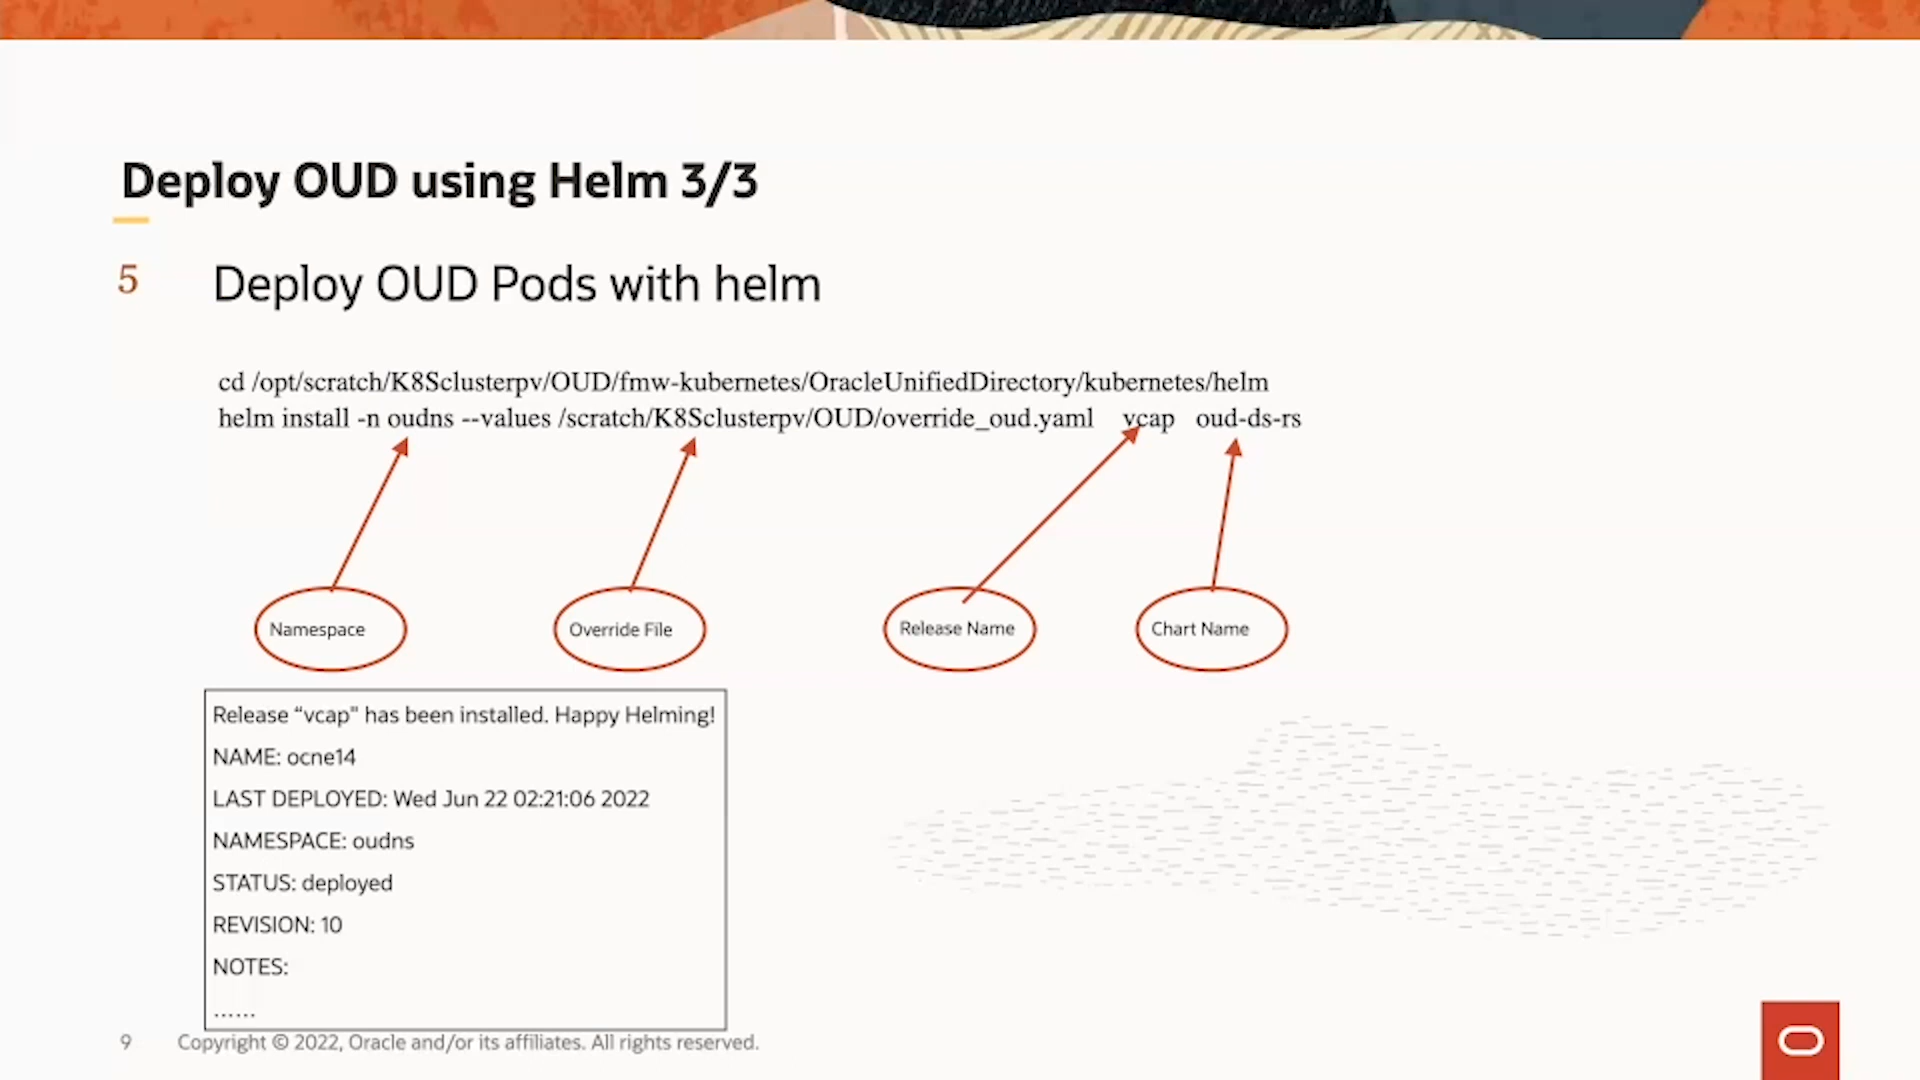 Deploy OUD using Helm 3/3
5 Deploy OUD Pods with helm
cd /opt/scratch/K8Sclusterpv/OUD/fmw-kubernetes/OracleUnifiedDirectory/kubernetes/helm
helm install -n oudns --values /scratch/K8Sclusterpv/OUD/override_oud.yaml vcap oud-ds-rs
Namespace
Override File
Release Name
Chart Name
Release “vcap" has been installed. Happy Helming!
NAME: ocne14
LAST DEPLOYED: Wed Jun 22 02:21:06 2022
NAMESPACE: oudns
STATUS: deployed
REVISION: 10
NOTES:
......
9 Copyright © 2022, Oracle and/or its affiliates. All rights reserved.